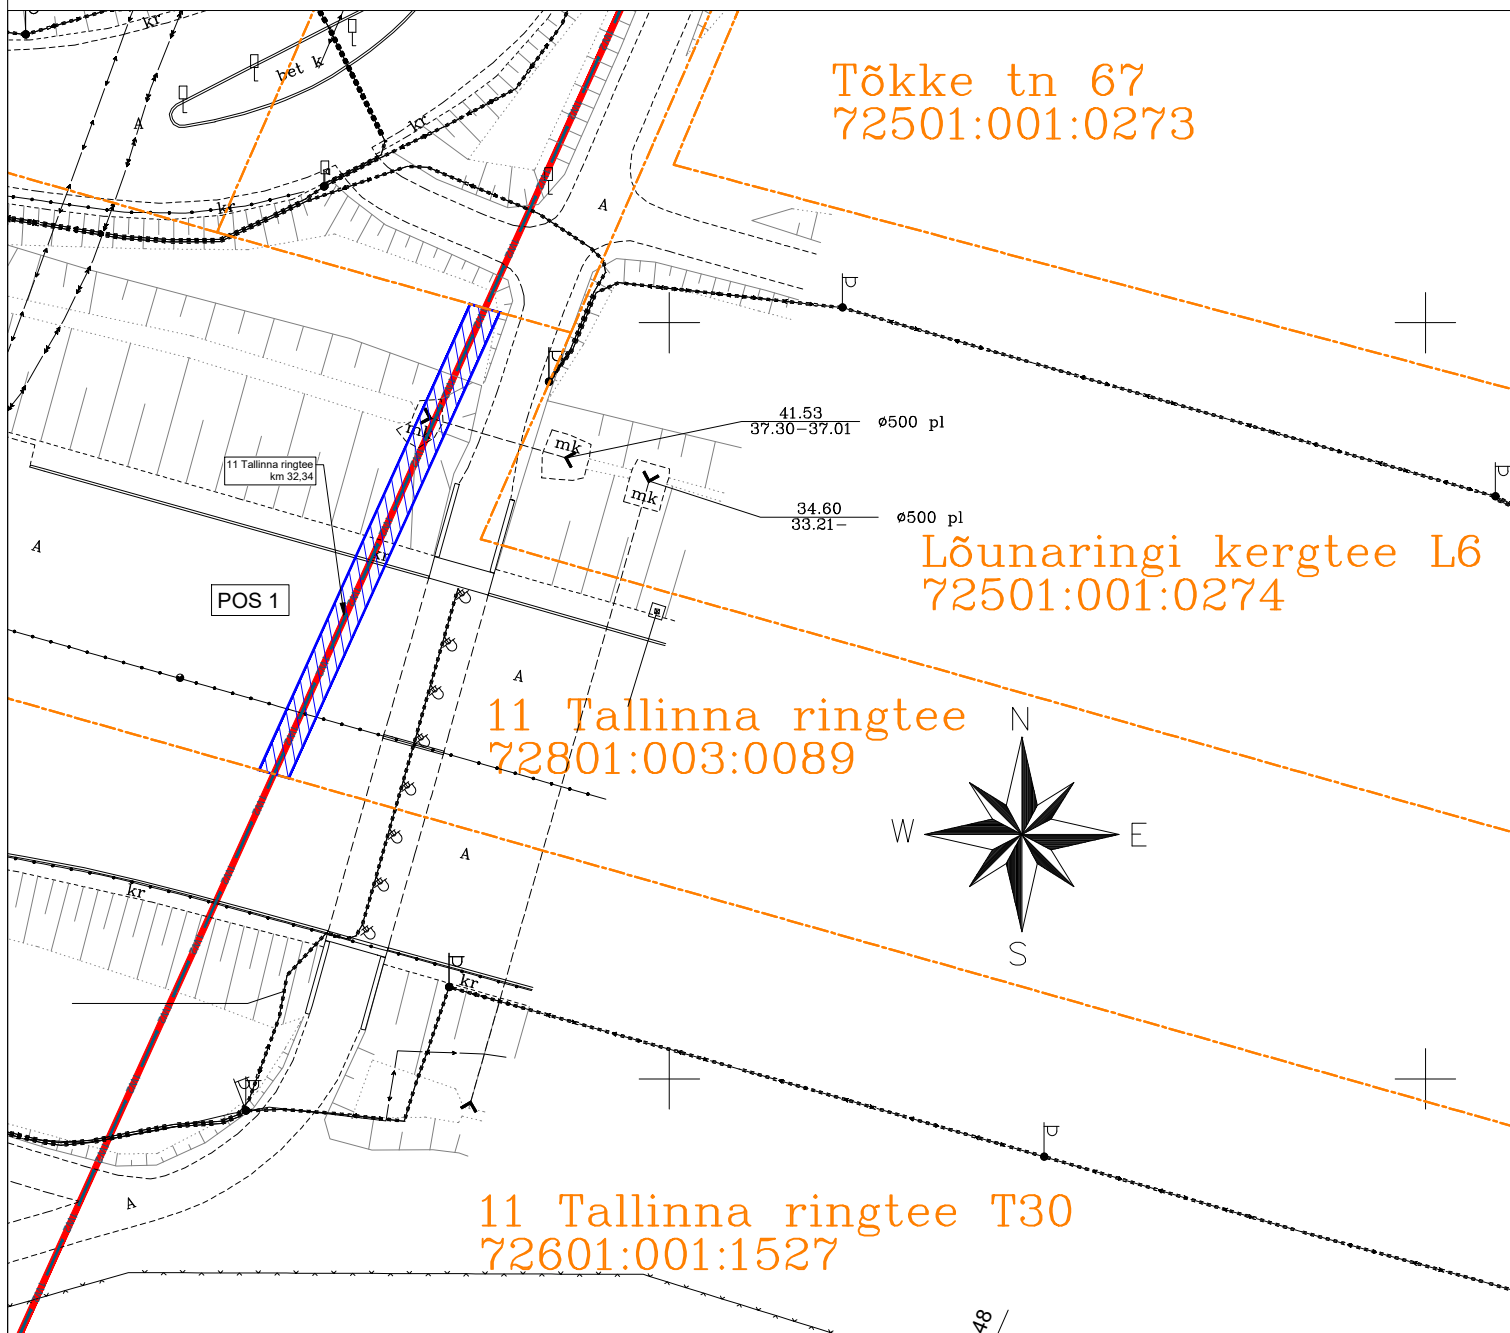 kr
bet k
A
kr
Tõkke tn 67
72501:001:0273
kr
A
41.53
37.30-37.01 ø500 pl
mk
mk
11 Tallinna ringtee
km 32,34
mk
34.60
33.21- ø500 pl
A
kr
Lõunaringi kergtee L6
72501:001:0274
POS 1
A
11 Tallinna ringtee
72801:003:0089
N
W
E
S
A
kr
kr
A
11 Tallinna ringtee T30
72601:001:1527
48